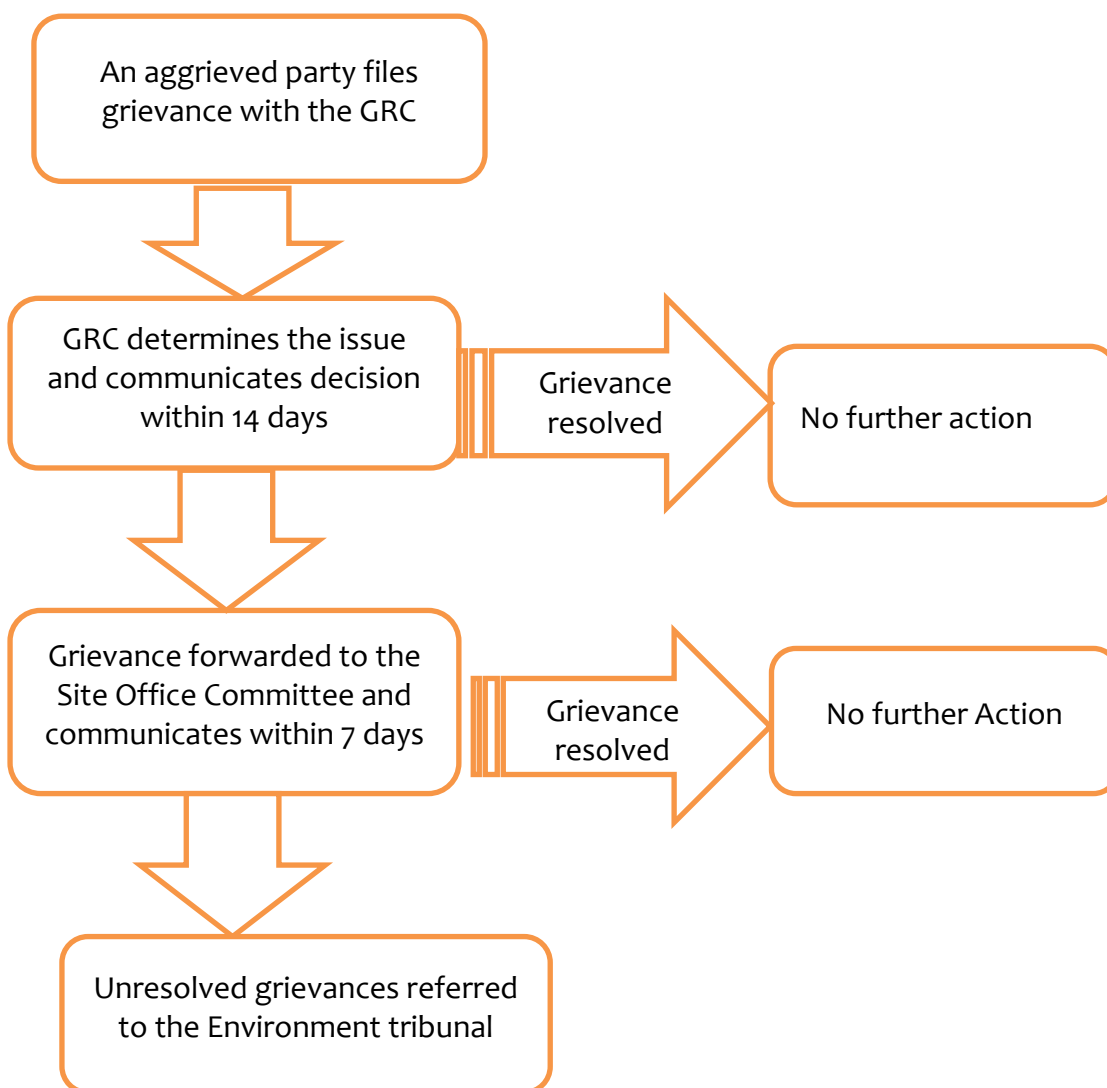 An aggrieved party files
grievance with the GRC
GRC determines the issue
and communicates decision
within 14 days
Grievance
resolved
No further action
Grievance forwarded to the
Site Office Committee and
communicates within 7 days
Grievance
resolved
No further Action
Unresolved grievances referred
to the Environment tribunal